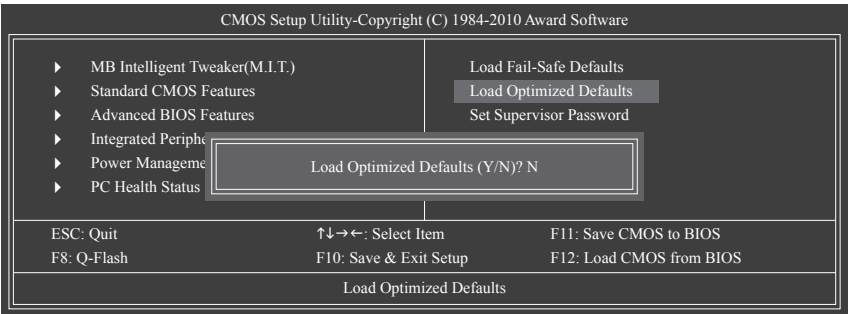 CMOS Setup Utility-Copyright (C) 1984-2010 Award Software
MB Intelligent Tweaker(M.I.T.)
Standard CMOS Features
Advanced BIOS Features
Integrated Periphe
Power Manageme
PC Health Status
Load Fail-Safe Defaults
Load Optimized Defaults
Set Supervisor Password
Load Optimized Defaults (Y/N)? N
ESC: Quit ↑↓→←: Select Item F11: Save CMOS to BIOS
F8: Q-Flash F10: Save & Exit Setup F12: Load CMOS from BIOS
Load Optimized Defaults